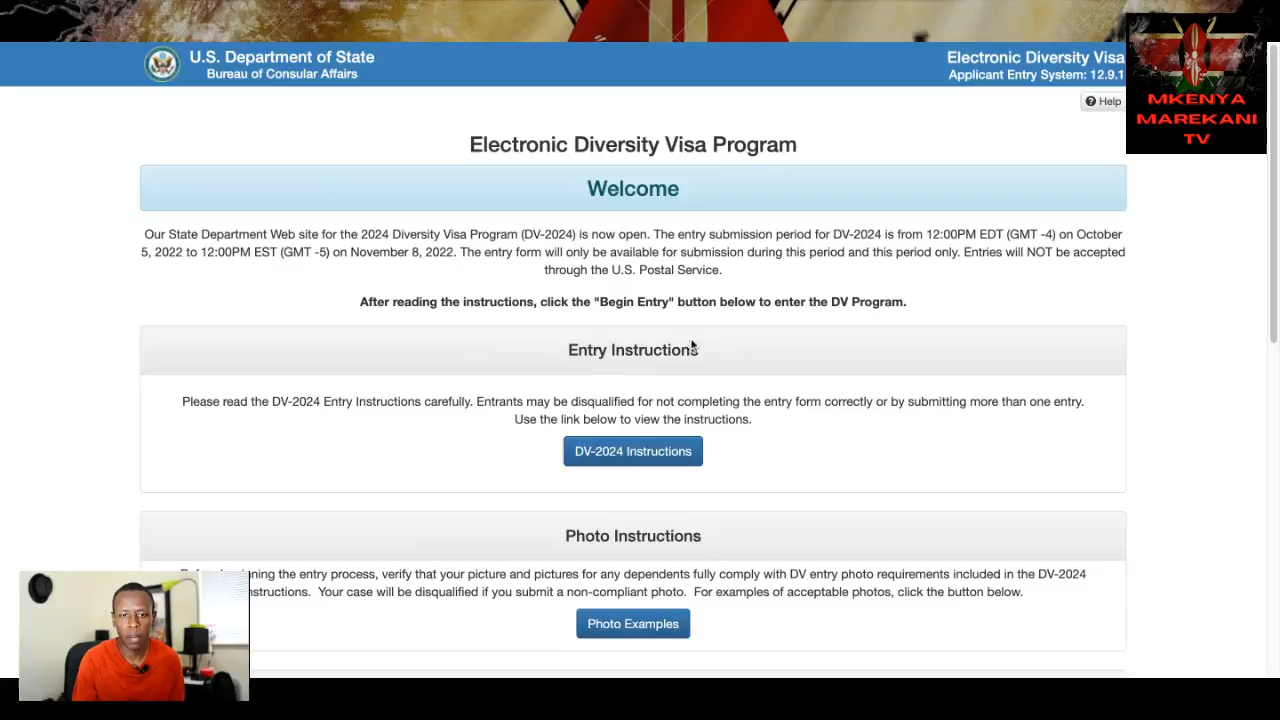 U.S. Department of State
Bureau of Consular Affairs
Electronic Diversity Visa
Applicant Entry System: 12.9.1
Help
MKENYA
MAREKANI
TV
Electronic Diversity Visa Program
Welcome
Our State Department Web site for the 2024 Diversity Visa Program (DV-2024) is now open. The entry submission period for DV-2024 is from 12:00PM EDT (GMT -4) on October
5, 2022 to 12:00PM EST (GMT -5) on November 8, 2022. The entry form will only be available for submission during this period and this period only. Entries will NOT be accepted
through the U.S. Postal Service.
After reading the instructions, click the "Begin Entry" button below to enter the DV Program.
Entry Instructions
Please read the DV-2024 Entry Instructions carefully. Entrants may be disqualified for not completing the entry form correctly or by submitting more than one entry.
Use the link below to view the instructions.
DV-2024 Instructions
Photo Instructions
the entry process, verify that your picture and pictures for any dependents fully comply with DV entry photo requirements included in the DV-2024
Your case will be disqualified if you submit a non-compliant photo. For examples of acceptable photos, click the button below.
Photo Examples